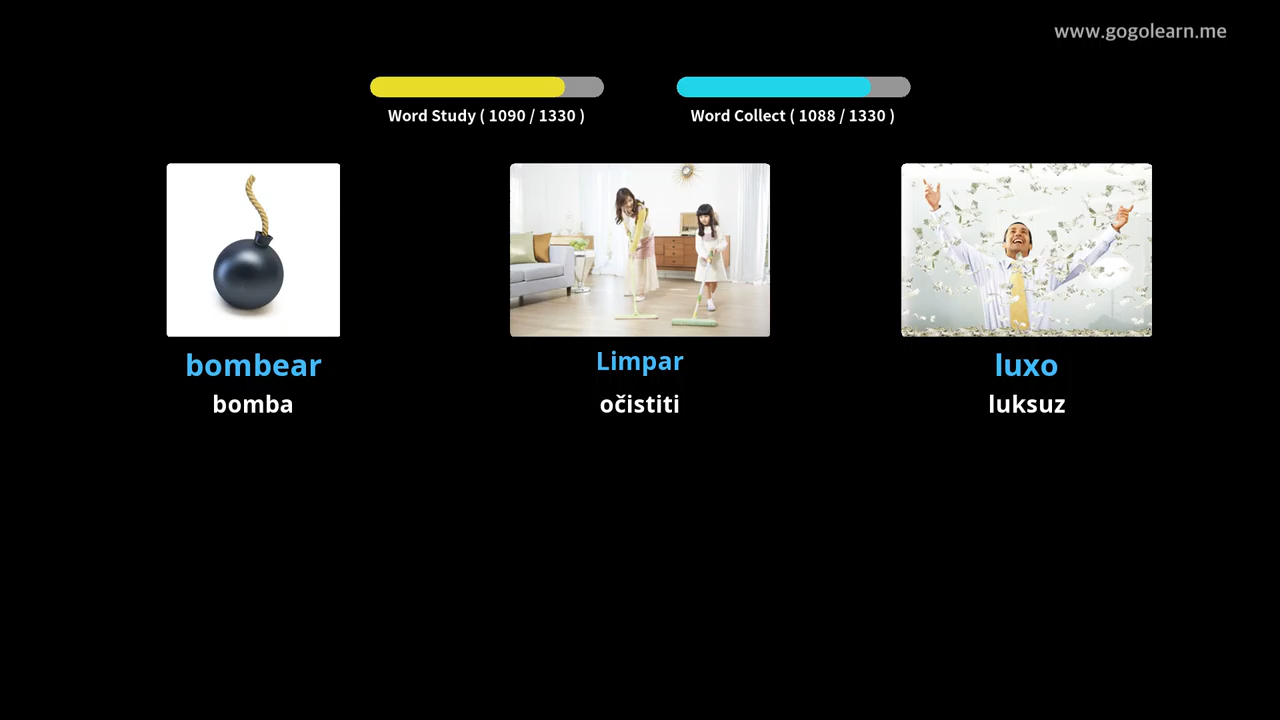 www.gogolearn.me
Word Study ( 1090 / 1330 )
Word Collect ( 1088 / 1330 )
bombear
bomba
Limpar
očistiti
luxo
luksuz